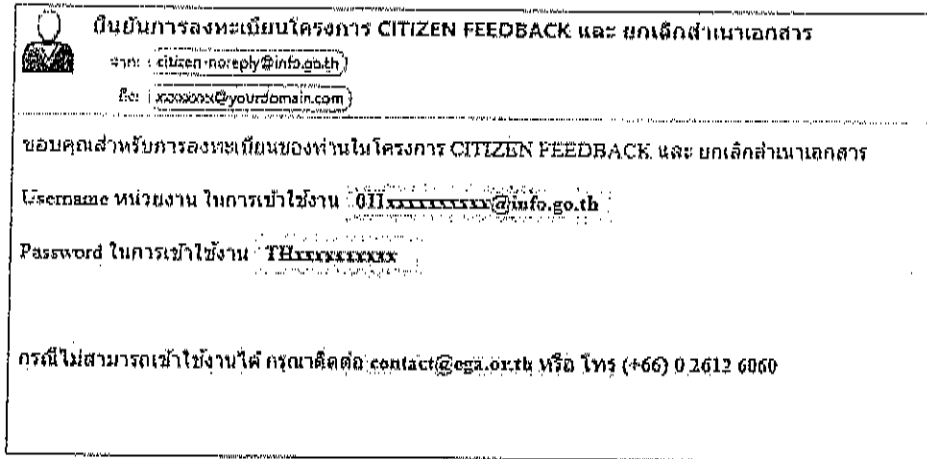 ยืนยันการลงทะเบียนโครงการ CITIZEN FEEDBACK และ ยกเลิกสำเนาเอกสาร
จาก: citizen-noreply@info.go.th
ถึง: xxxxxxxx@yourdomain.com
ขอบคุณสำหรับการลงทะเบียนของท่านในโครงการ CITIZEN FEEDBACK และ ยกเลิกสำเนาเอกสาร
Username หน่วยงาน ในการเข้าใช้งาน 0Hxxxxxxxxxx@info.go.th
Password ในการเข้าใช้งาน THxxxxxxxxxx
กรณีไม่สามารถเข้าใช้งานได้ กรุณาติดต่อ contact@ega.or.th หรือ โทร (+66) 0 2612 6060